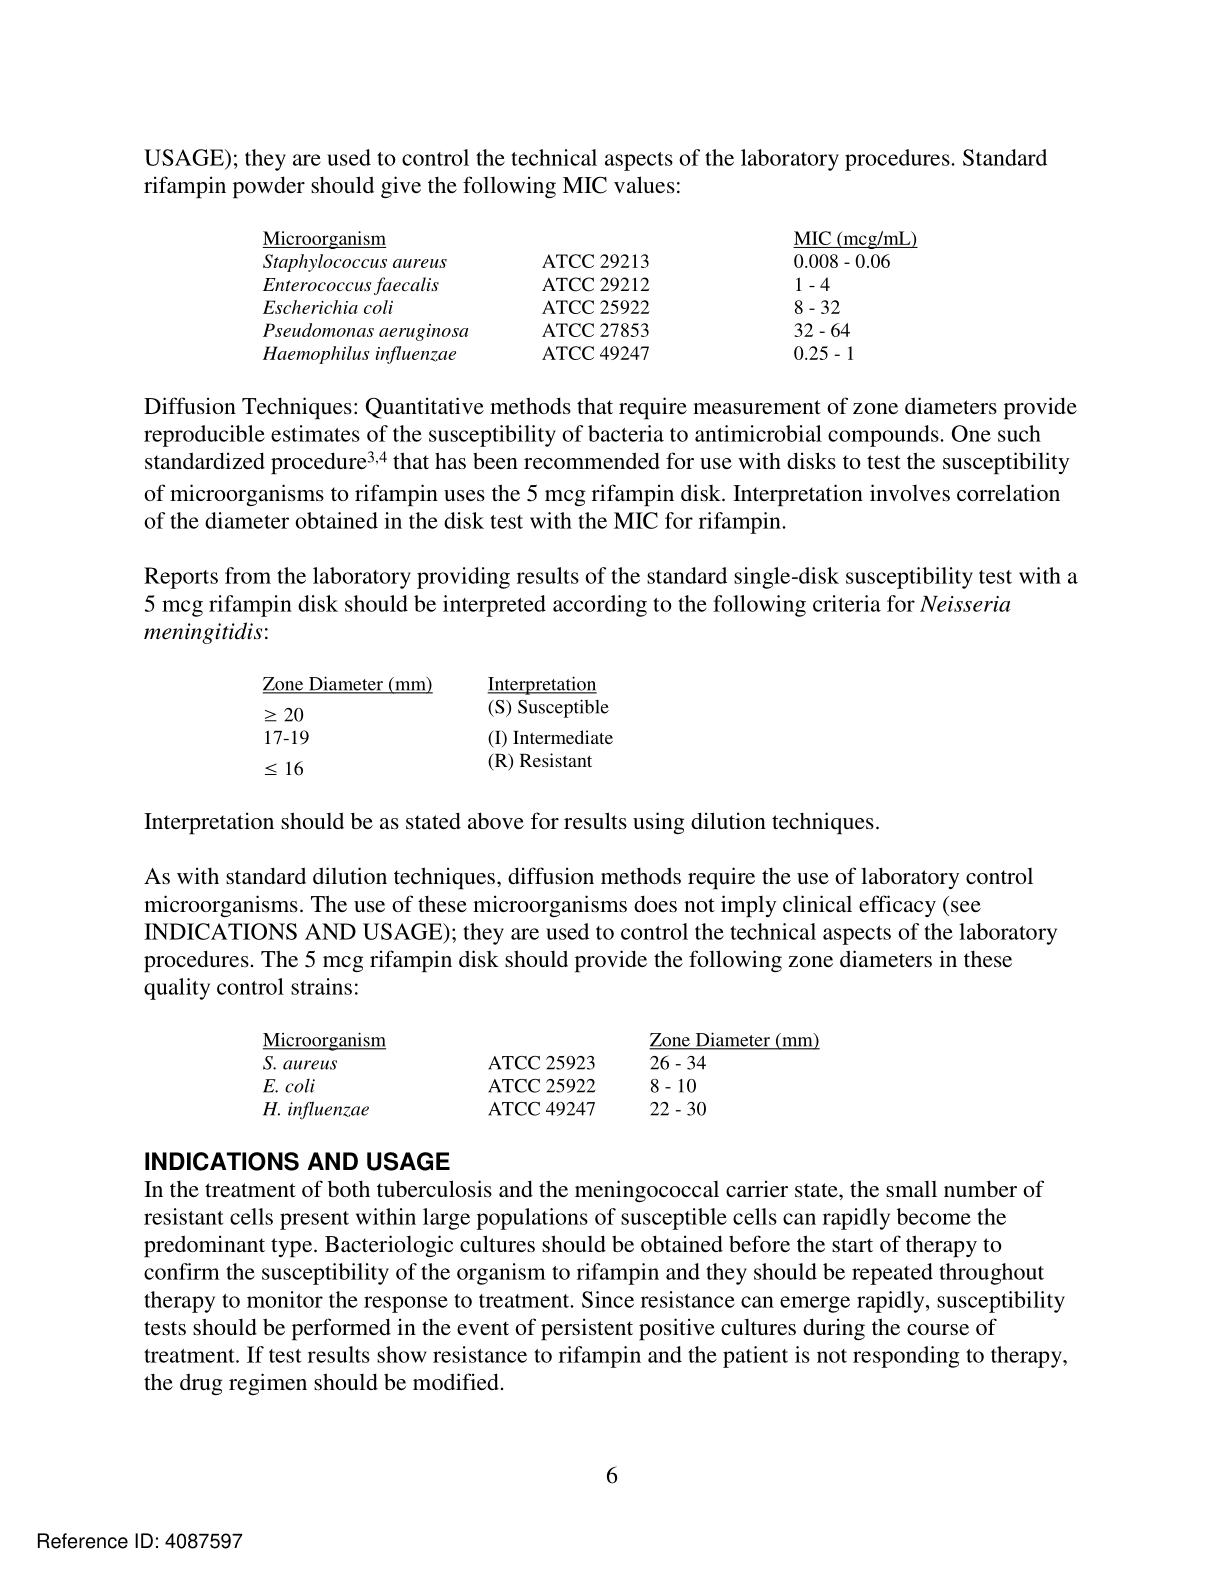 USAGE); they are used to control the technical aspects of the laboratory procedures. Standard
rifampin powder should give the following MIC values:
Microorganism MIC (mcg/mL)
Staphylococcus aureus ATCC 29213 0.008 - 0.06
Enterococcus faecalis ATCC 29212 1 - 4
Escherichia coli ATCC 25922 8 - 32
Pseudomonas aeruginosa ATCC 27853 32 - 64
Haemophilus influenzae ATCC 49247 0.25 - 1
Diffusion Techniques: Quantitative methods that require measurement of zone diameters provide
reproducible estimates of the susceptibility of bacteria to antimicrobial compounds. One such
standardized procedure3,4 that has been recommended for use with disks to test the susceptibility
of microorganisms to rifampin uses the 5 mcg rifampin disk. Interpretation involves correlation
of the diameter obtained in the disk test with the MIC for rifampin.
Reports from the laboratory providing results of the standard single-disk susceptibility test with a
5 mcg rifampin disk should be interpreted according to the following criteria for Neisseria
meningitidis:
Zone Diameter (mm) Interpretation
≥ 20 (S) Susceptible
17-19 (I) Intermediate
≤ 16 (R) Resistant
Interpretation should be as stated above for results using dilution techniques.
As with standard dilution techniques, diffusion methods require the use of laboratory control
microorganisms. The use of these microorganisms does not imply clinical efficacy (see
INDICATIONS AND USAGE); they are used to control the technical aspects of the laboratory
procedures. The 5 mcg rifampin disk should provide the following zone diameters in these
quality control strains:
Microorganism Zone Diameter (mm)
S. aureus ATCC 25923 26 - 34
E. coli ATCC 25922 8 - 10
H. influenzae ATCC 49247 22 - 30
INDICATIONS AND USAGE
In the treatment of both tuberculosis and the meningococcal carrier state, the small number of
resistant cells present within large populations of susceptible cells can rapidly become the
predominant type. Bacteriologic cultures should be obtained before the start of therapy to
confirm the susceptibility of the organism to rifampin and they should be repeated throughout
therapy to monitor the response to treatment. Since resistance can emerge rapidly, susceptibility
tests should be performed in the event of persistent positive cultures during the course of
treatment. If test results show resistance to rifampin and the patient is not responding to therapy,
the drug regimen should be modified.
6
Reference ID: 4087597